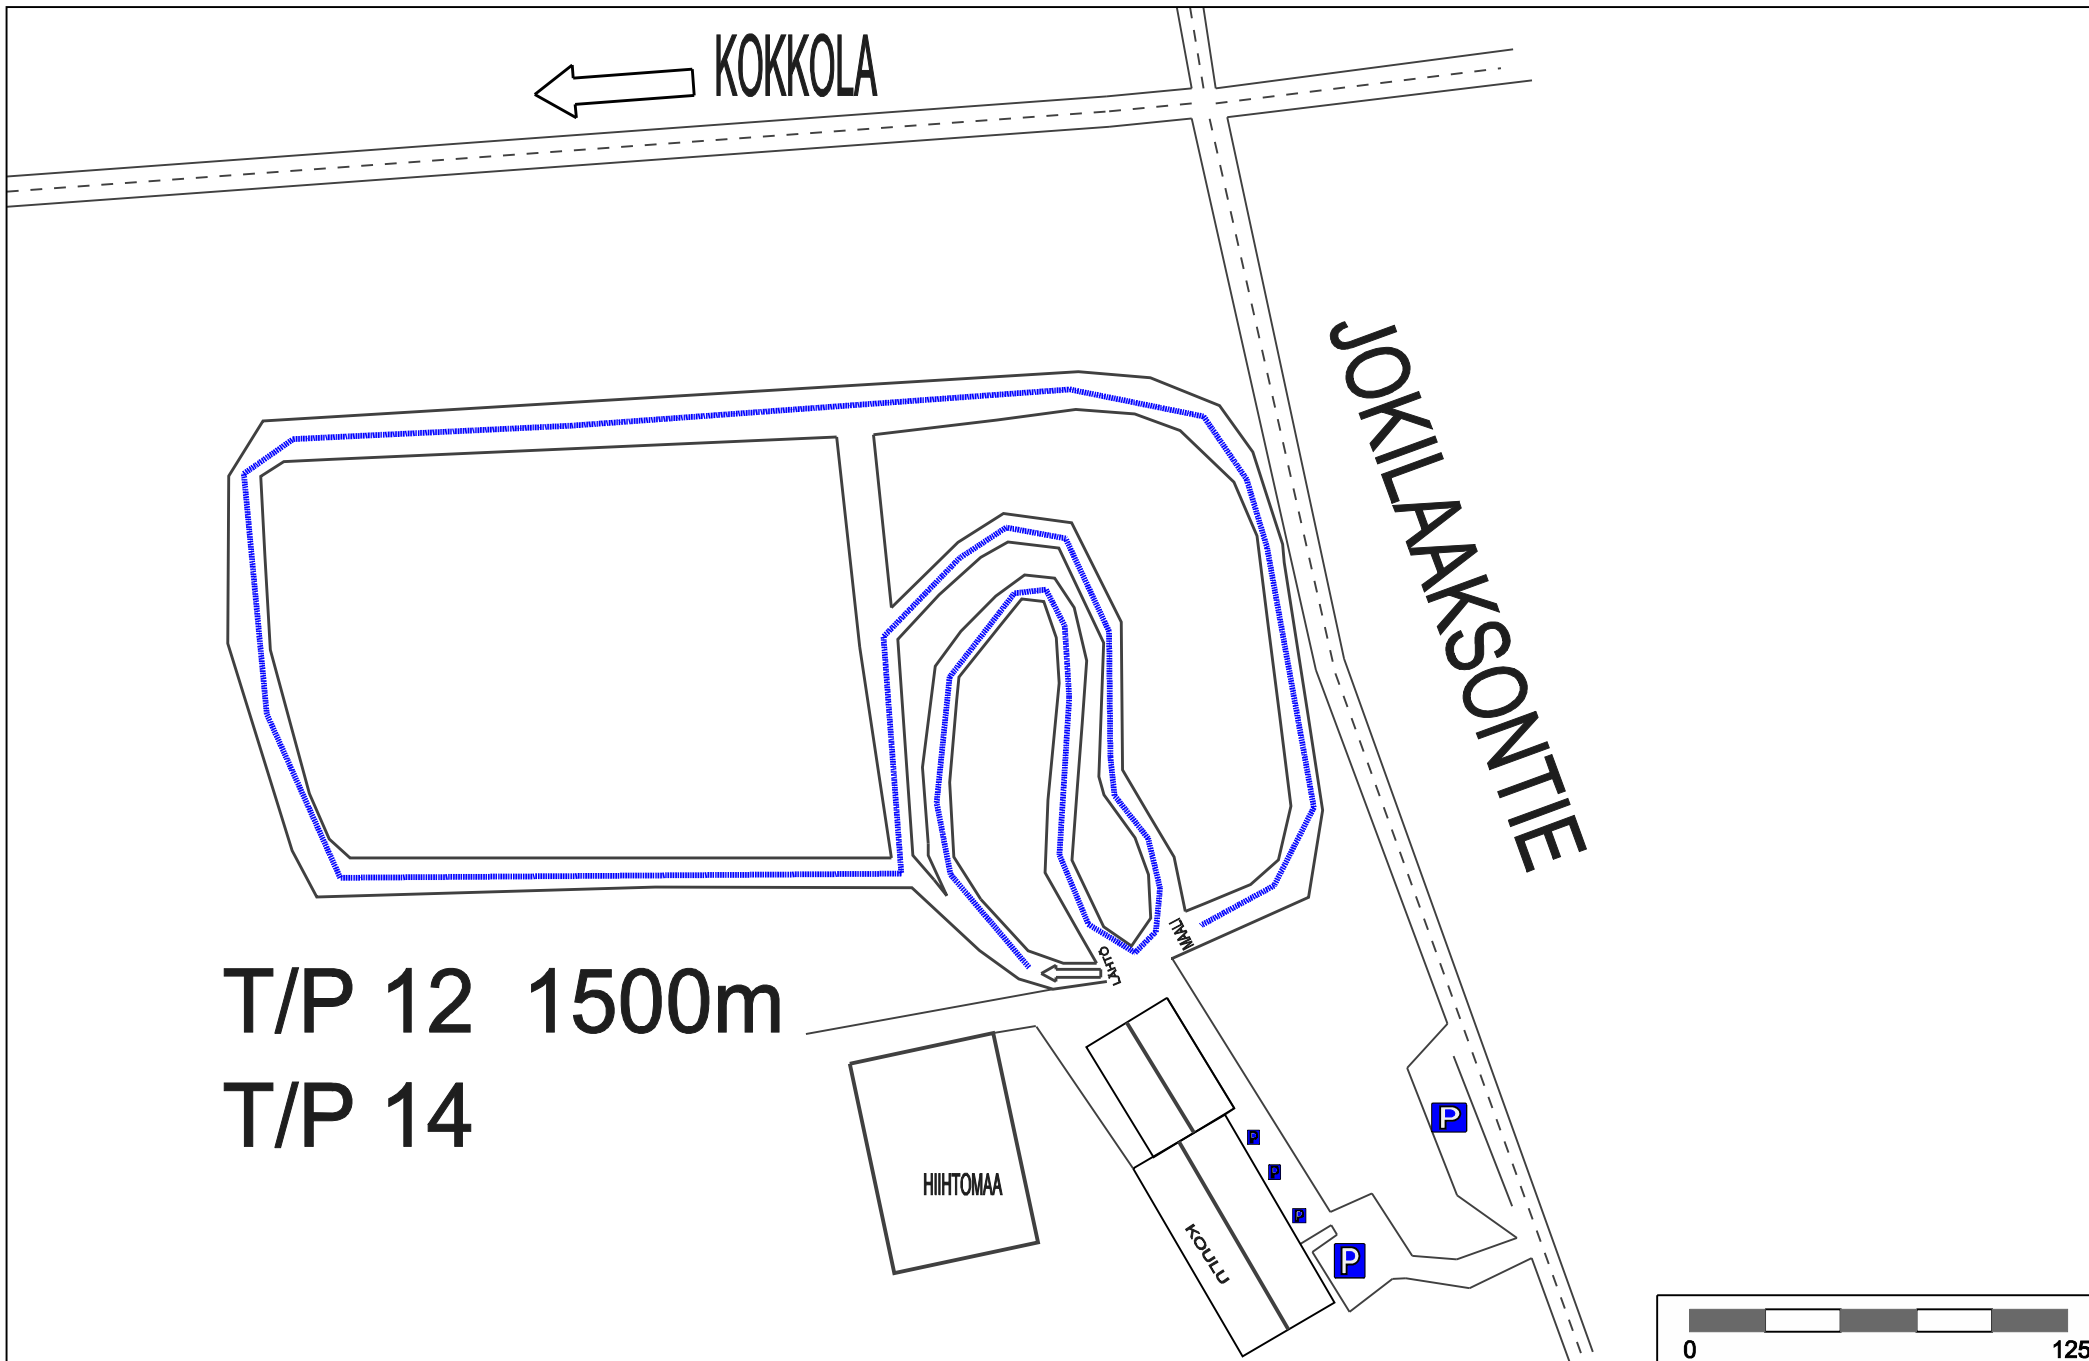 KOKKOLA
JOKILAAKSONTIE
MAALI
LÄHTÖ
T/P 12 1500m
T/P 14
HIIHTOMAA
KOULU
P
P
P
P
P
0 125